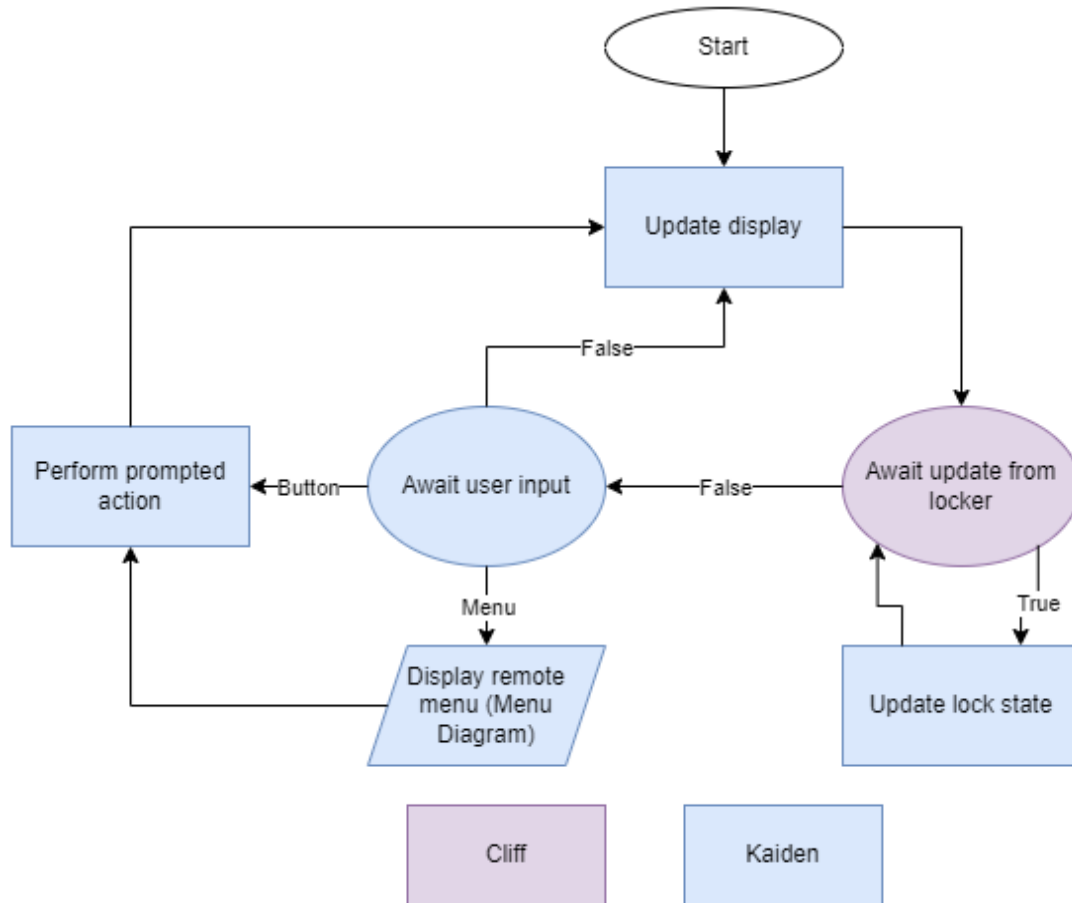 Start
Update display
False
Perform prompted
action
Button
Await user input
False
Await update from
locker
Menu
True
Display remote
menu (Menu
Diagram)
Update lock state
Cliff
Kaiden